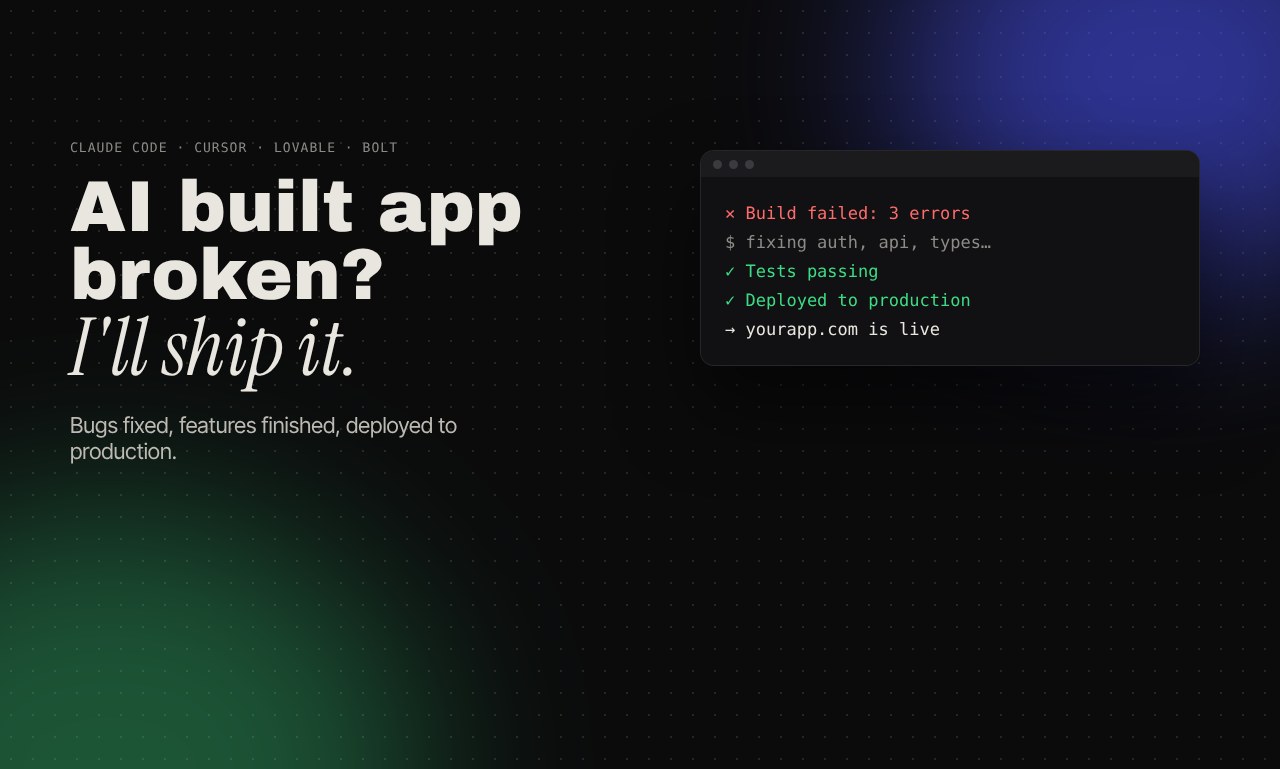 CLAUDE CODE · CURSOR · LOVABLE · BOLT
AI built app
broken?
I'll ship it.
Bugs fixed, features finished, deployed to
production.
× Build failed: 3 errors
$ fixing auth, api, types…
✓ Tests passing
✓ Deployed to production
→ yourapp.com is live